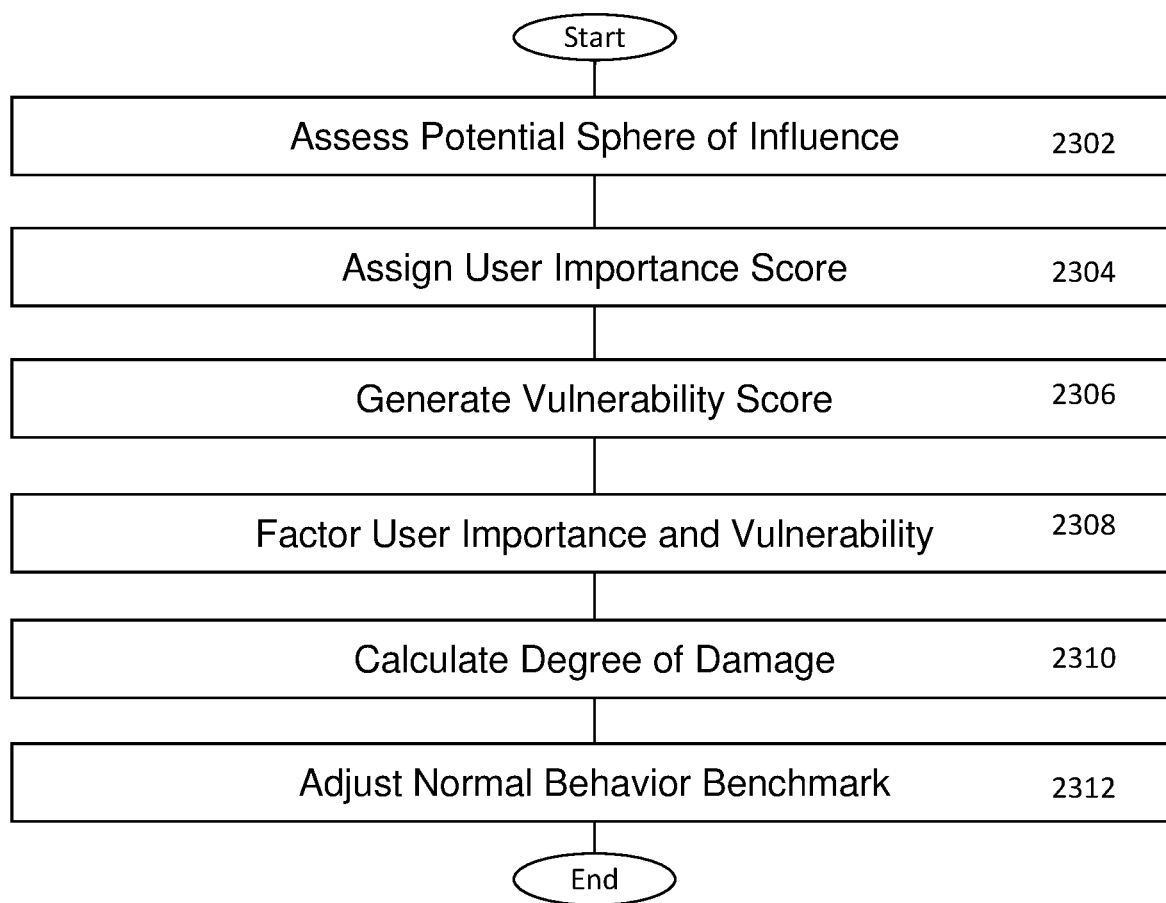 Start
Assess Potential Sphere of Influence 2302
Assign User Importance Score 2304
Generate Vulnerability Score 2306
Factor User Importance and Vulnerability 2308
Calculate Degree of Damage 2310
Adjust Normal Behavior Benchmark 2312
End